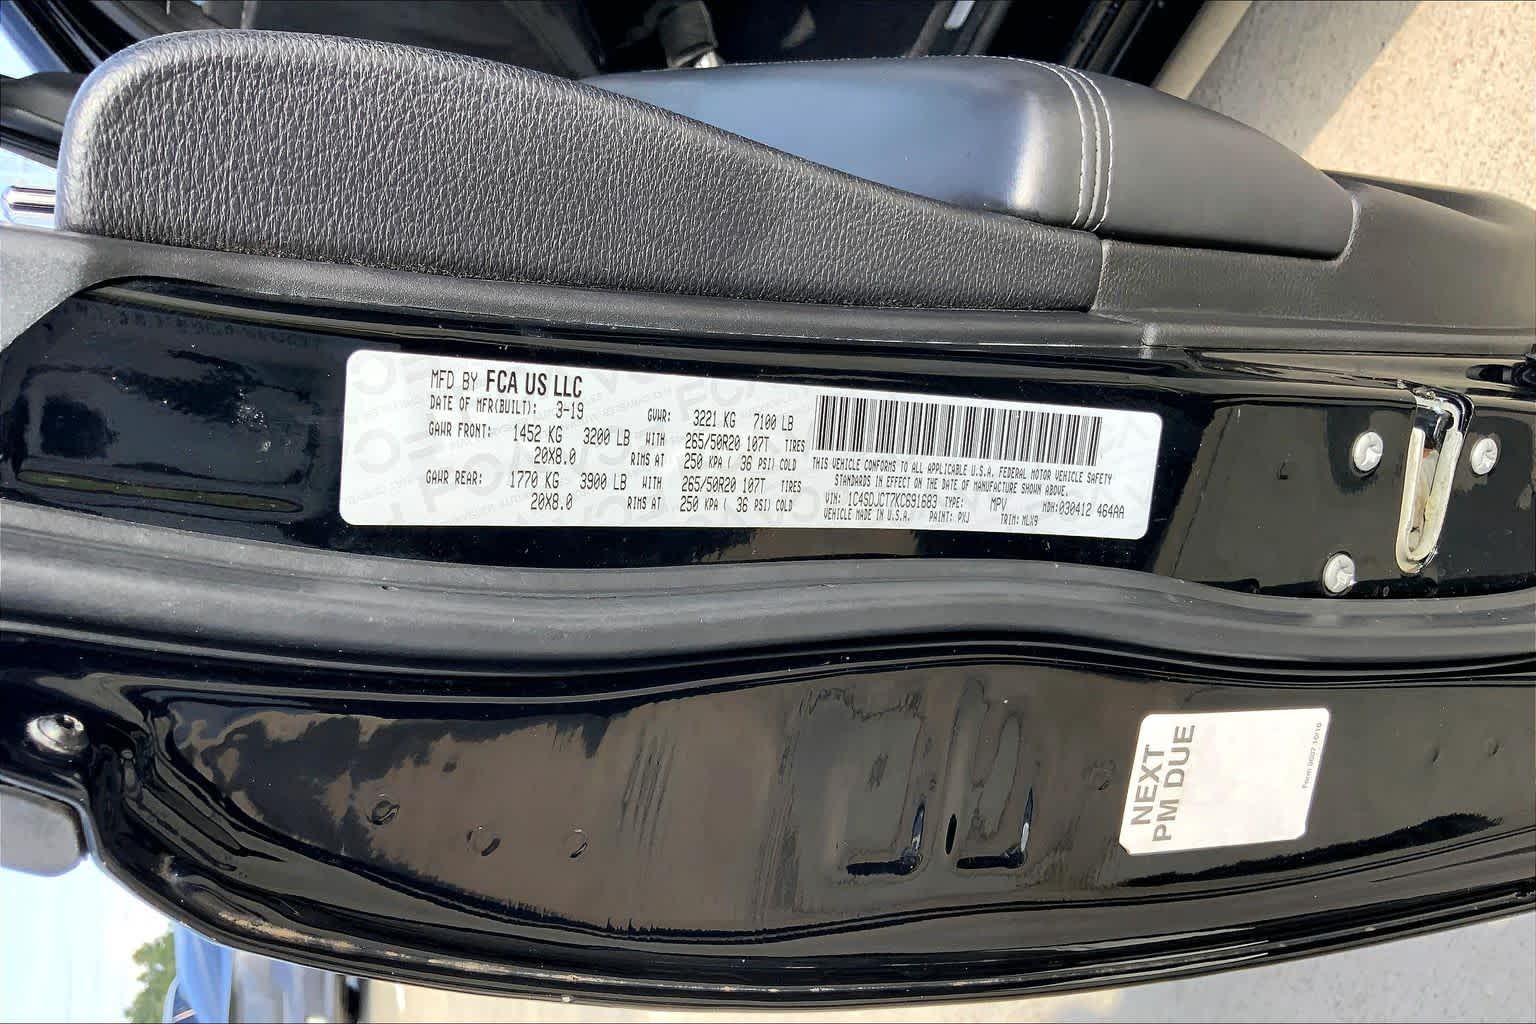 MFD BY FCA US LLC
DATE OF MFR(BUILT): 3-19 GVWR: 3221 KG 7100 LB
GAWR FRONT: 1452 KG 3200 LB WITH 265/50R20 107T TIRES
20X8.0 RIMS AT 250 KPA ( 36 PSI) COLD
GAWR REAR: 1770 KG 3900 LB WITH 265/50R20 107T TIRES
20X8.0 RIMS AT 250 KPA ( 36 PSI) COLD
THIS VEHICLE CONFORMS TO ALL APPLICABLE U.S.A. FEDERAL MOTOR VEHICLE SAFETY
STANDARDS IN EFFECT ON THE DATE OF MANUFACTURE SHOWN ABOVE.
VIN: 1C4SDJCT7KC691683 TYPE: MPV MDH:030412 464AA
VEHICLE MADE IN U.S.A. PAINT: PXJ TRIM: MLX9
NEXT
PM DUE